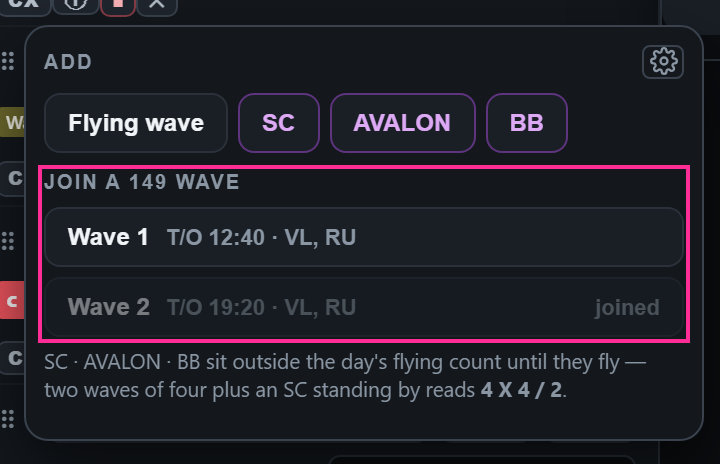 CX
ADD
Flying wave SC AVALON BB
JOIN A 149 WAVE
Wave 1 T/O 12:40 · VL, RU
Wave 2 T/O 19:20 · VL, RU joined
SC · AVALON · BB sit outside the day's flying count until they fly —
two waves of four plus an SC standing by reads 4 X 4 / 2.